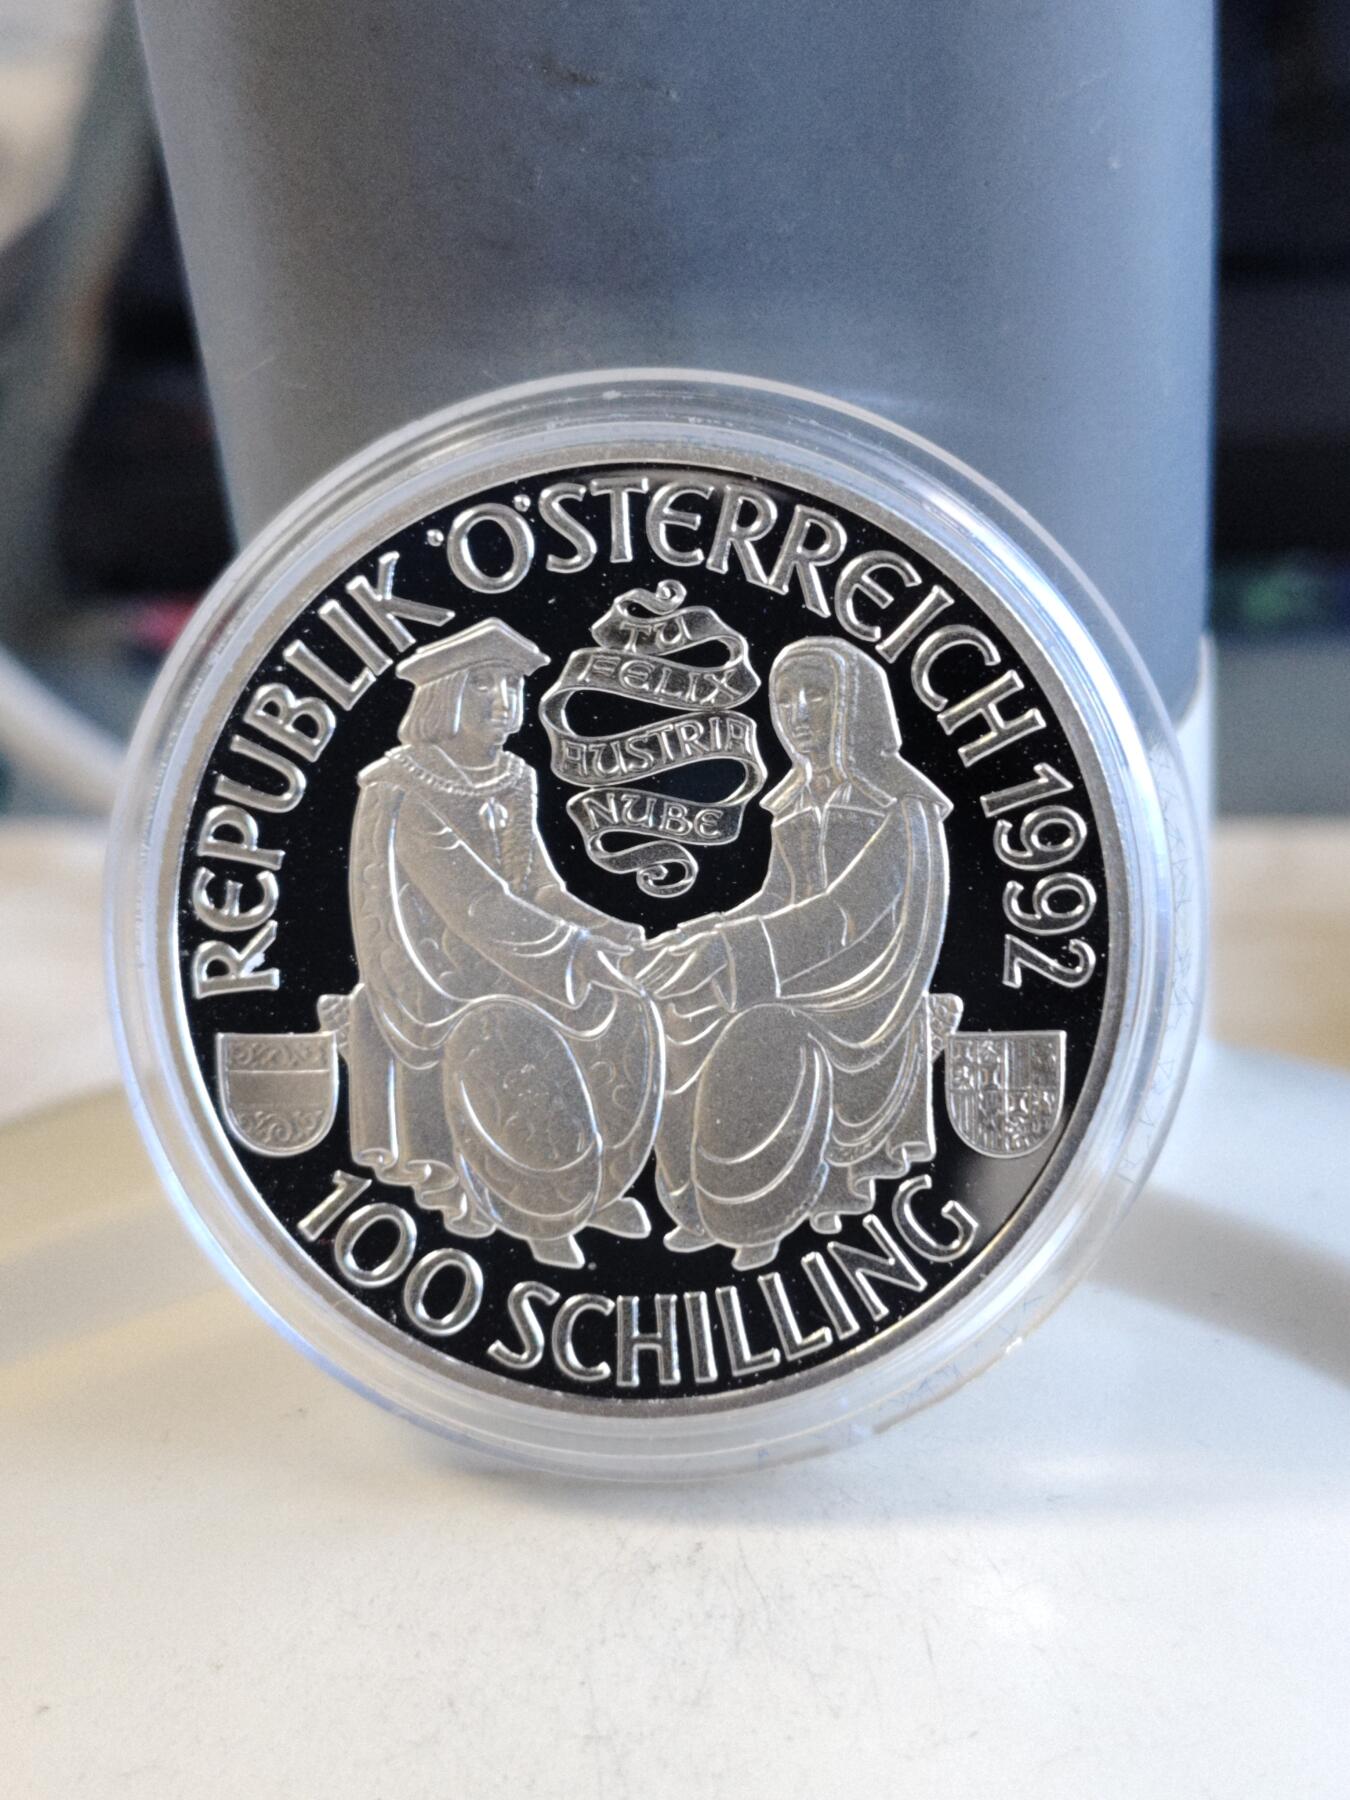 REPUBLIK ÖSTERREICH 1992
TU
FELIX
AUSTRIA
NUBE
100 SCHILLING